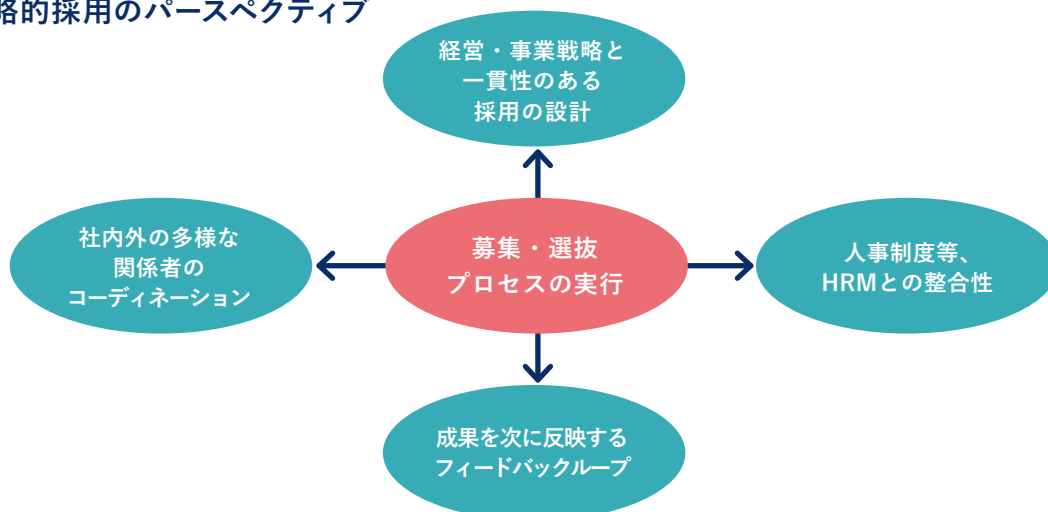 略的採用のパースペクティブ
経営・事業戦略と
一貫性のある
採用の設計
社内外の多様な
関係者の
コーディネーション
募集・選抜
プロセスの実行
人事制度等、
HRMとの整合性
成果を次に反映する
フィードバックループ